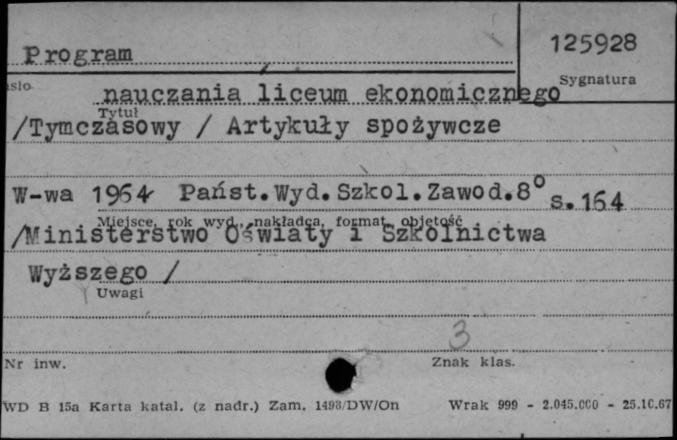 Program
125928
Sygnatura
sło
nauczania liceum ekonomicznego
Tytuł
/Tymczasowy / Artykuły spożywcze
W-wa 1964 Państ.Wyd.Szkol.Zawod.8° s.164
Miejsce, rok wyd., nakładca, format, objętość
/Ministerstwo Oświaty i Szkolnictwa
Wyższego /
Uwagi
3
Nr inw.
Znak klas.
WD B 15a Karta katal. (z nadr.) Zam. 1493/DW/On Wrak 999 - 2.045.000 - 25.10.67